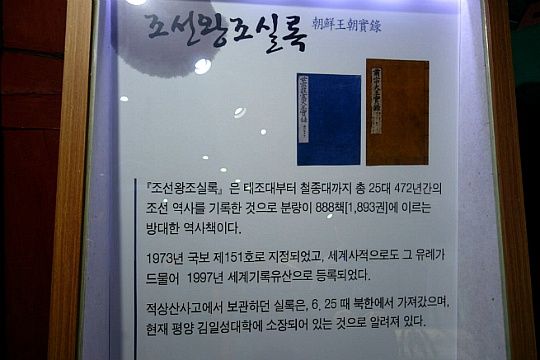 조선왕조실록 朝鮮王朝實錄
『조선왕조실록』은 태조대부터 철종대까지 총 25대 472년간의
조선 역사를 기록한 것으로 분량이 888책[1,893권]에 이르는
방대한 역사책이다.
1973년 국보 제151호로 지정되었고, 세계사적으로도 그 유례가
드물어 1997년 세계기록유산으로 등록되었다.
적상산사고에서 보관하던 실록은, 6. 25 때 북한에서 가져갔으며,
현재 평양 김일성대학에 소장되어 있는 것으로 알려져 있다.